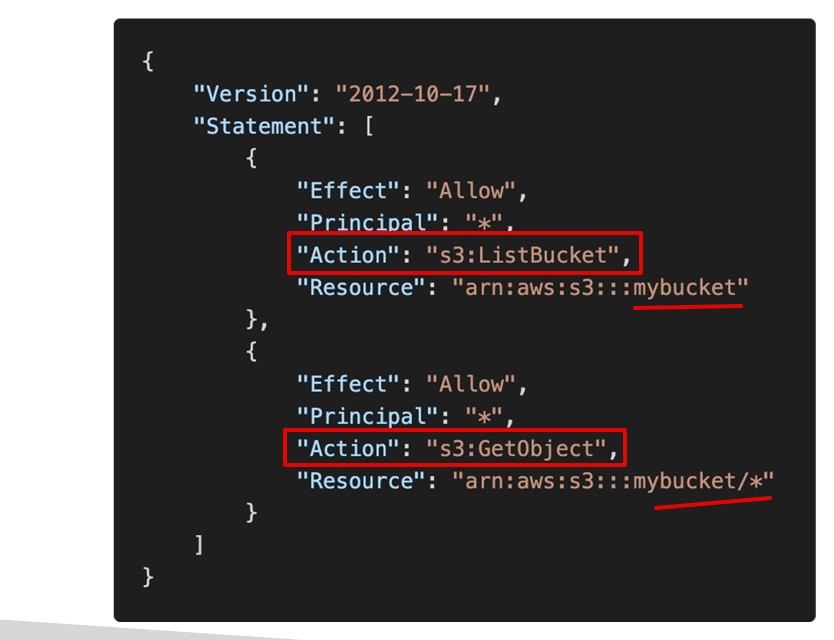 {
"Version": "2012-10-17",
"Statement": [
{
"Effect": "Allow",
"Principal": "*",
"Action": "s3:ListBucket",
"Resource": "arn:aws:s3:::mybucket"
},
{
"Effect": "Allow",
"Principal": "*",
"Action": "s3:GetObject",
"Resource": "arn:aws:s3:::mybucket/*"
}
]
}